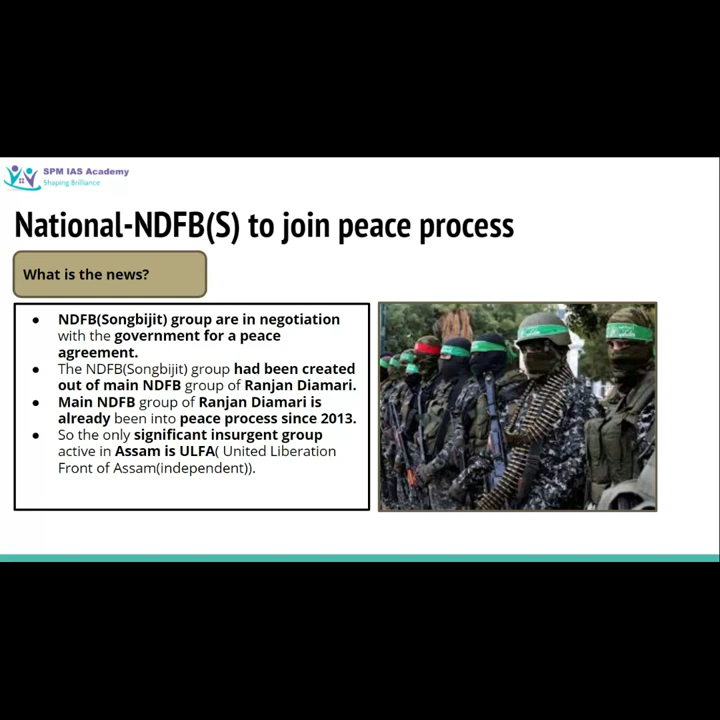 SPM IAS Academy
Shaping Brilliance
National-NDFB(S) to join peace process
What is the news?
● NDFB(Songbijit) group are in negotiation
with the government for a peace
agreement.
● The NDFB(Songbijit) group had been created
out of main NDFB group of Ranjan Diamari.
● Main NDFB group of Ranjan Diamari is
already been into peace process since 2013.
● So the only significant insurgent group
active in Assam is ULFA( United Liberation
Front of Assam(independent)).